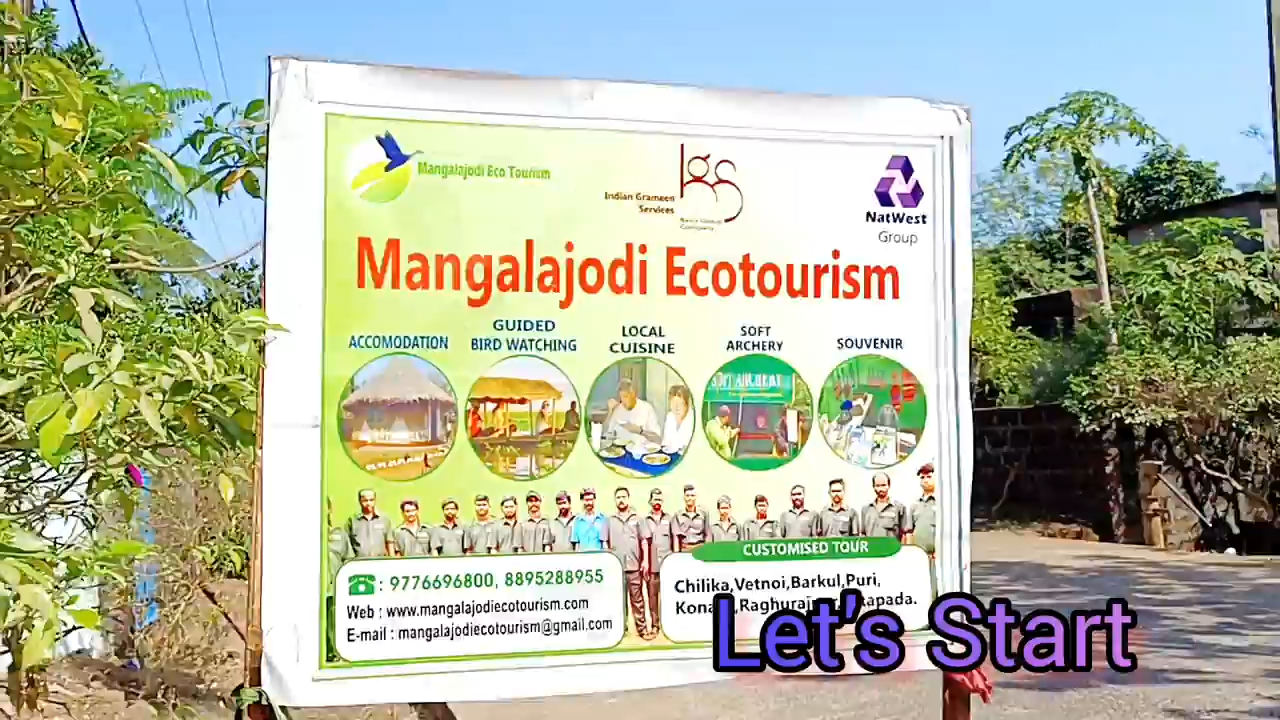 Mangalajodi Eco Tourism
Indian Grameen
Services
igs
NatWest
Group
Mangalajodi Ecotourism
ACCOMODATION
GUIDED
BIRD WATCHING
LOCAL
CUISINE
SOFT
ARCHERY
SOUVENIR
: 9776696800, 8895288955
Web : www.mangalajodiecotourism.com
E-mail : mangalajodiecotourism@gmail.com
CUSTOMISED TOUR
Chilika,Vetnoi,Barkul,Puri,
Let's Start